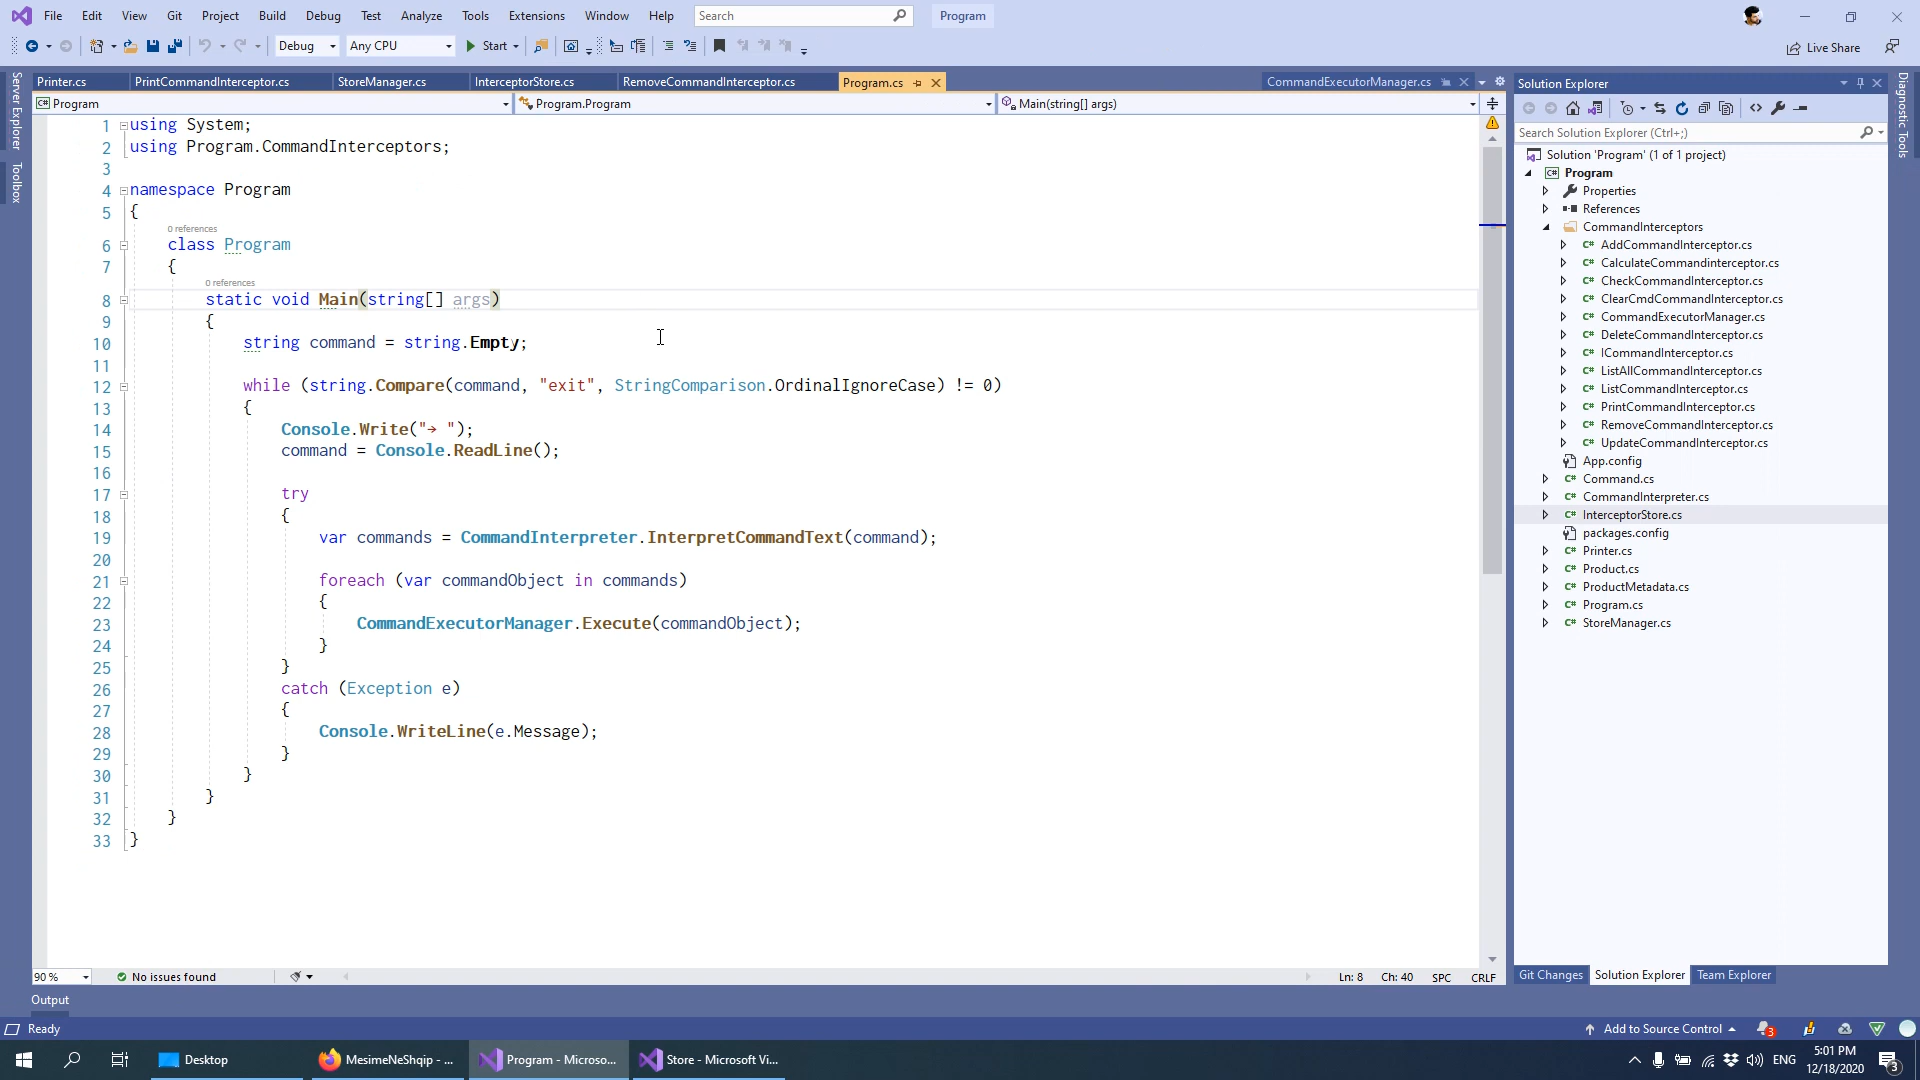 File Edit View Git Project Build Debug Test Analyze Tools Extensions Window Help Search Program
Debug Any CPU Start Live Share
Server Explorer
Toolbox
Printer.cs PrintCommandInterceptor.cs StoreManager.cs InterceptorStore.cs RemoveCommandInterceptor.cs Program.cs CommandExecutorManager.cs
Program Program.Program Main(string[] args)
1 using System;
2 using Program.CommandInterceptors;
3
4 namespace Program
5 {
0 references
6 class Program
7 {
0 references
8 static void Main(string[] args)
9 {
10 string command = string.Empty;
11
12 while (string.Compare(command, "exit", StringComparison.OrdinalIgnoreCase) != 0)
13 {
14 Console.Write("→ ");
15 command = Console.ReadLine();
16
17 try
18 {
19 var commands = CommandInterpreter.InterpretCommandText(command);
20
21 foreach (var commandObject in commands)
22 {
23 CommandExecutorManager.Execute(commandObject);
24 }
25 }
26 catch (Exception e)
27 {
28 Console.WriteLine(e.Message);
29 }
30 }
31 }
32 }
33 }
90 % No issues found Ln: 8 Ch: 40 SPC CRLF
Solution Explorer
Search Solution Explorer (Ctrl+;)
Solution 'Program' (1 of 1 project)
C# Program
Properties
References
CommandInterceptors
C# AddCommandInterceptor.cs
C# CalculateCommandinterceptor.cs
C# CheckCommandInterceptor.cs
C# ClearCmdCommandInterceptor.cs
C# CommandExecutorManager.cs
C# DeleteCommandInterceptor.cs
C# ICommandInterceptor.cs
C# ListAllCommandInterceptor.cs
C# ListCommandInterceptor.cs
C# PrintCommandInterceptor.cs
C# RemoveCommandInterceptor.cs
C# UpdateCommandInterceptor.cs
App.config
C# Command.cs
C# CommandInterpreter.cs
C# InterceptorStore.cs
packages.config
C# Printer.cs
C# Product.cs
C# ProductMetadata.cs
C# Program.cs
C# StoreManager.cs
Git Changes Solution Explorer Team Explorer
Diagnostic Tools
Output
Ready Add to Source Control 3
Desktop MesimeNeShqip - ... Program - Microso... Store - Microsoft Vi... ENG 5:01 PM
12/18/2020 3